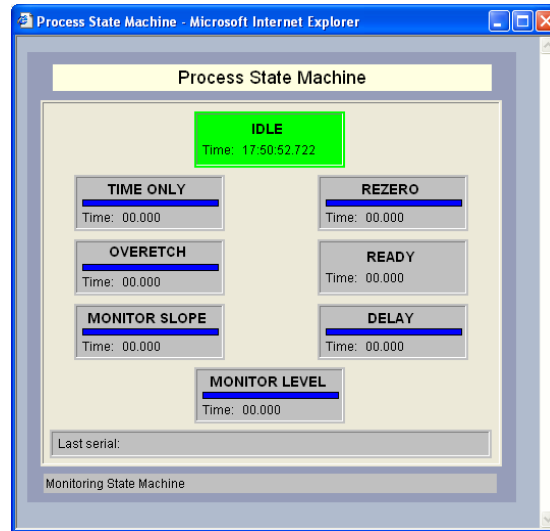 Process State Machine - Microsoft Internet Explorer
Process State Machine
IDLE
Time: 17:50:52.722
TIME ONLY
Time: 00.000
REZERO
Time: 00.000
OVERETCH
Time: 00.000
READY
Time: 00.000
MONITOR SLOPE
Time: 00.000
DELAY
Time: 00.000
MONITOR LEVEL
Time: 00.000
Last serial:
Monitoring State Machine